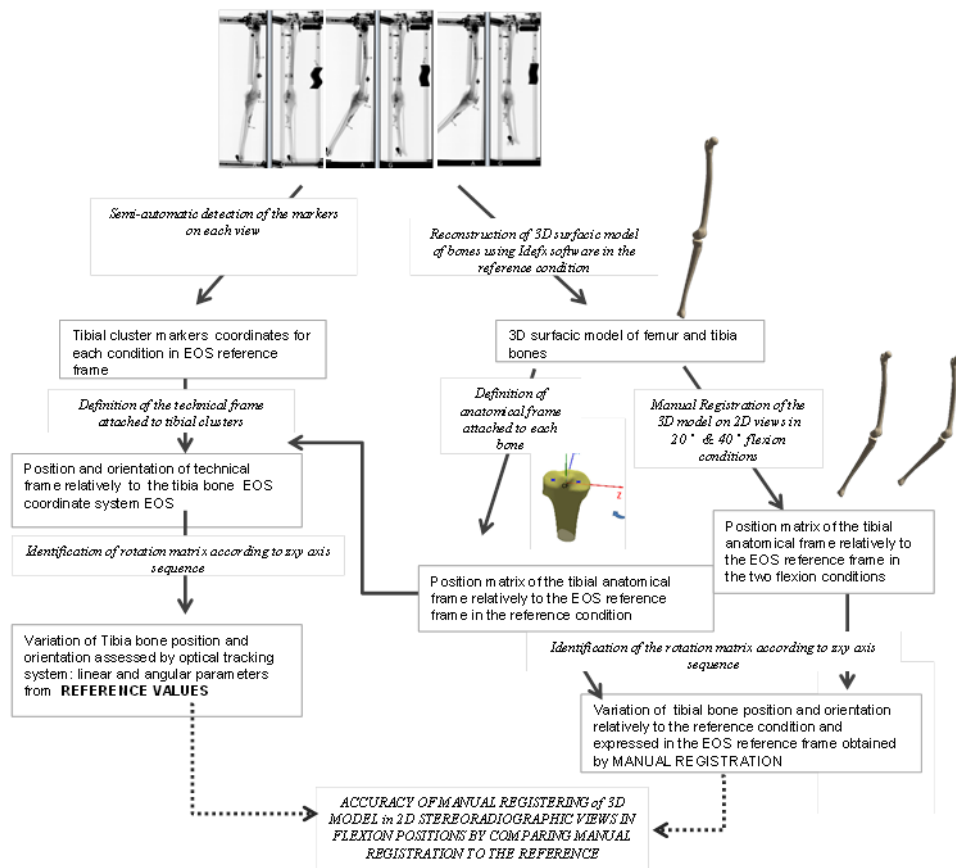 Semi-automatic detection of the markers
on each view
Reconstruction of 3D surfacic model
of bones using Idefx software in the
reference condition
Tibial cluster markers coordinates for
each condition in EOS reference
frame
3D surfacic model of femur and tibia
bones
Definition of the technical frame
attached to tibial clusters
Definition of
anatomical frame
attached to each
bone
Manual Registration of the
3D model on 2D views in
20° & 40° flexion
conditions
Position and orientation of technical
frame relatively to the tibia bone EOS
coordinate system EOS
Z
Identification of rotation matrix according to zxy axis
sequence
Position matrix of the tibial
anatomical frame relatively to
the EOS reference frame in
the two flexion conditions
Position matrix of the tibial anatomical
frame relatively to the EOS reference
frame in the reference condition
Variation of Tibia bone position and
orientation assessed by optical tracking
system: linear and angular parameters
from REFERENCE VALUES
Identification of the rotation matrix according to zxy axis
sequence
Variation of tibial bone position and orientation
relatively to the reference condition and
expressed in the EOS reference frame obtained
by MANUAL REGISTRATION
ACCURACY OF MANUAL REGISTERING of 3D
MODEL in 2D STEREORADIOGRAPHIC VIEWS IN
FLEXION POSITIONS BY COMPARING MANUAL
REGISTRATION TO THE REFERENCE